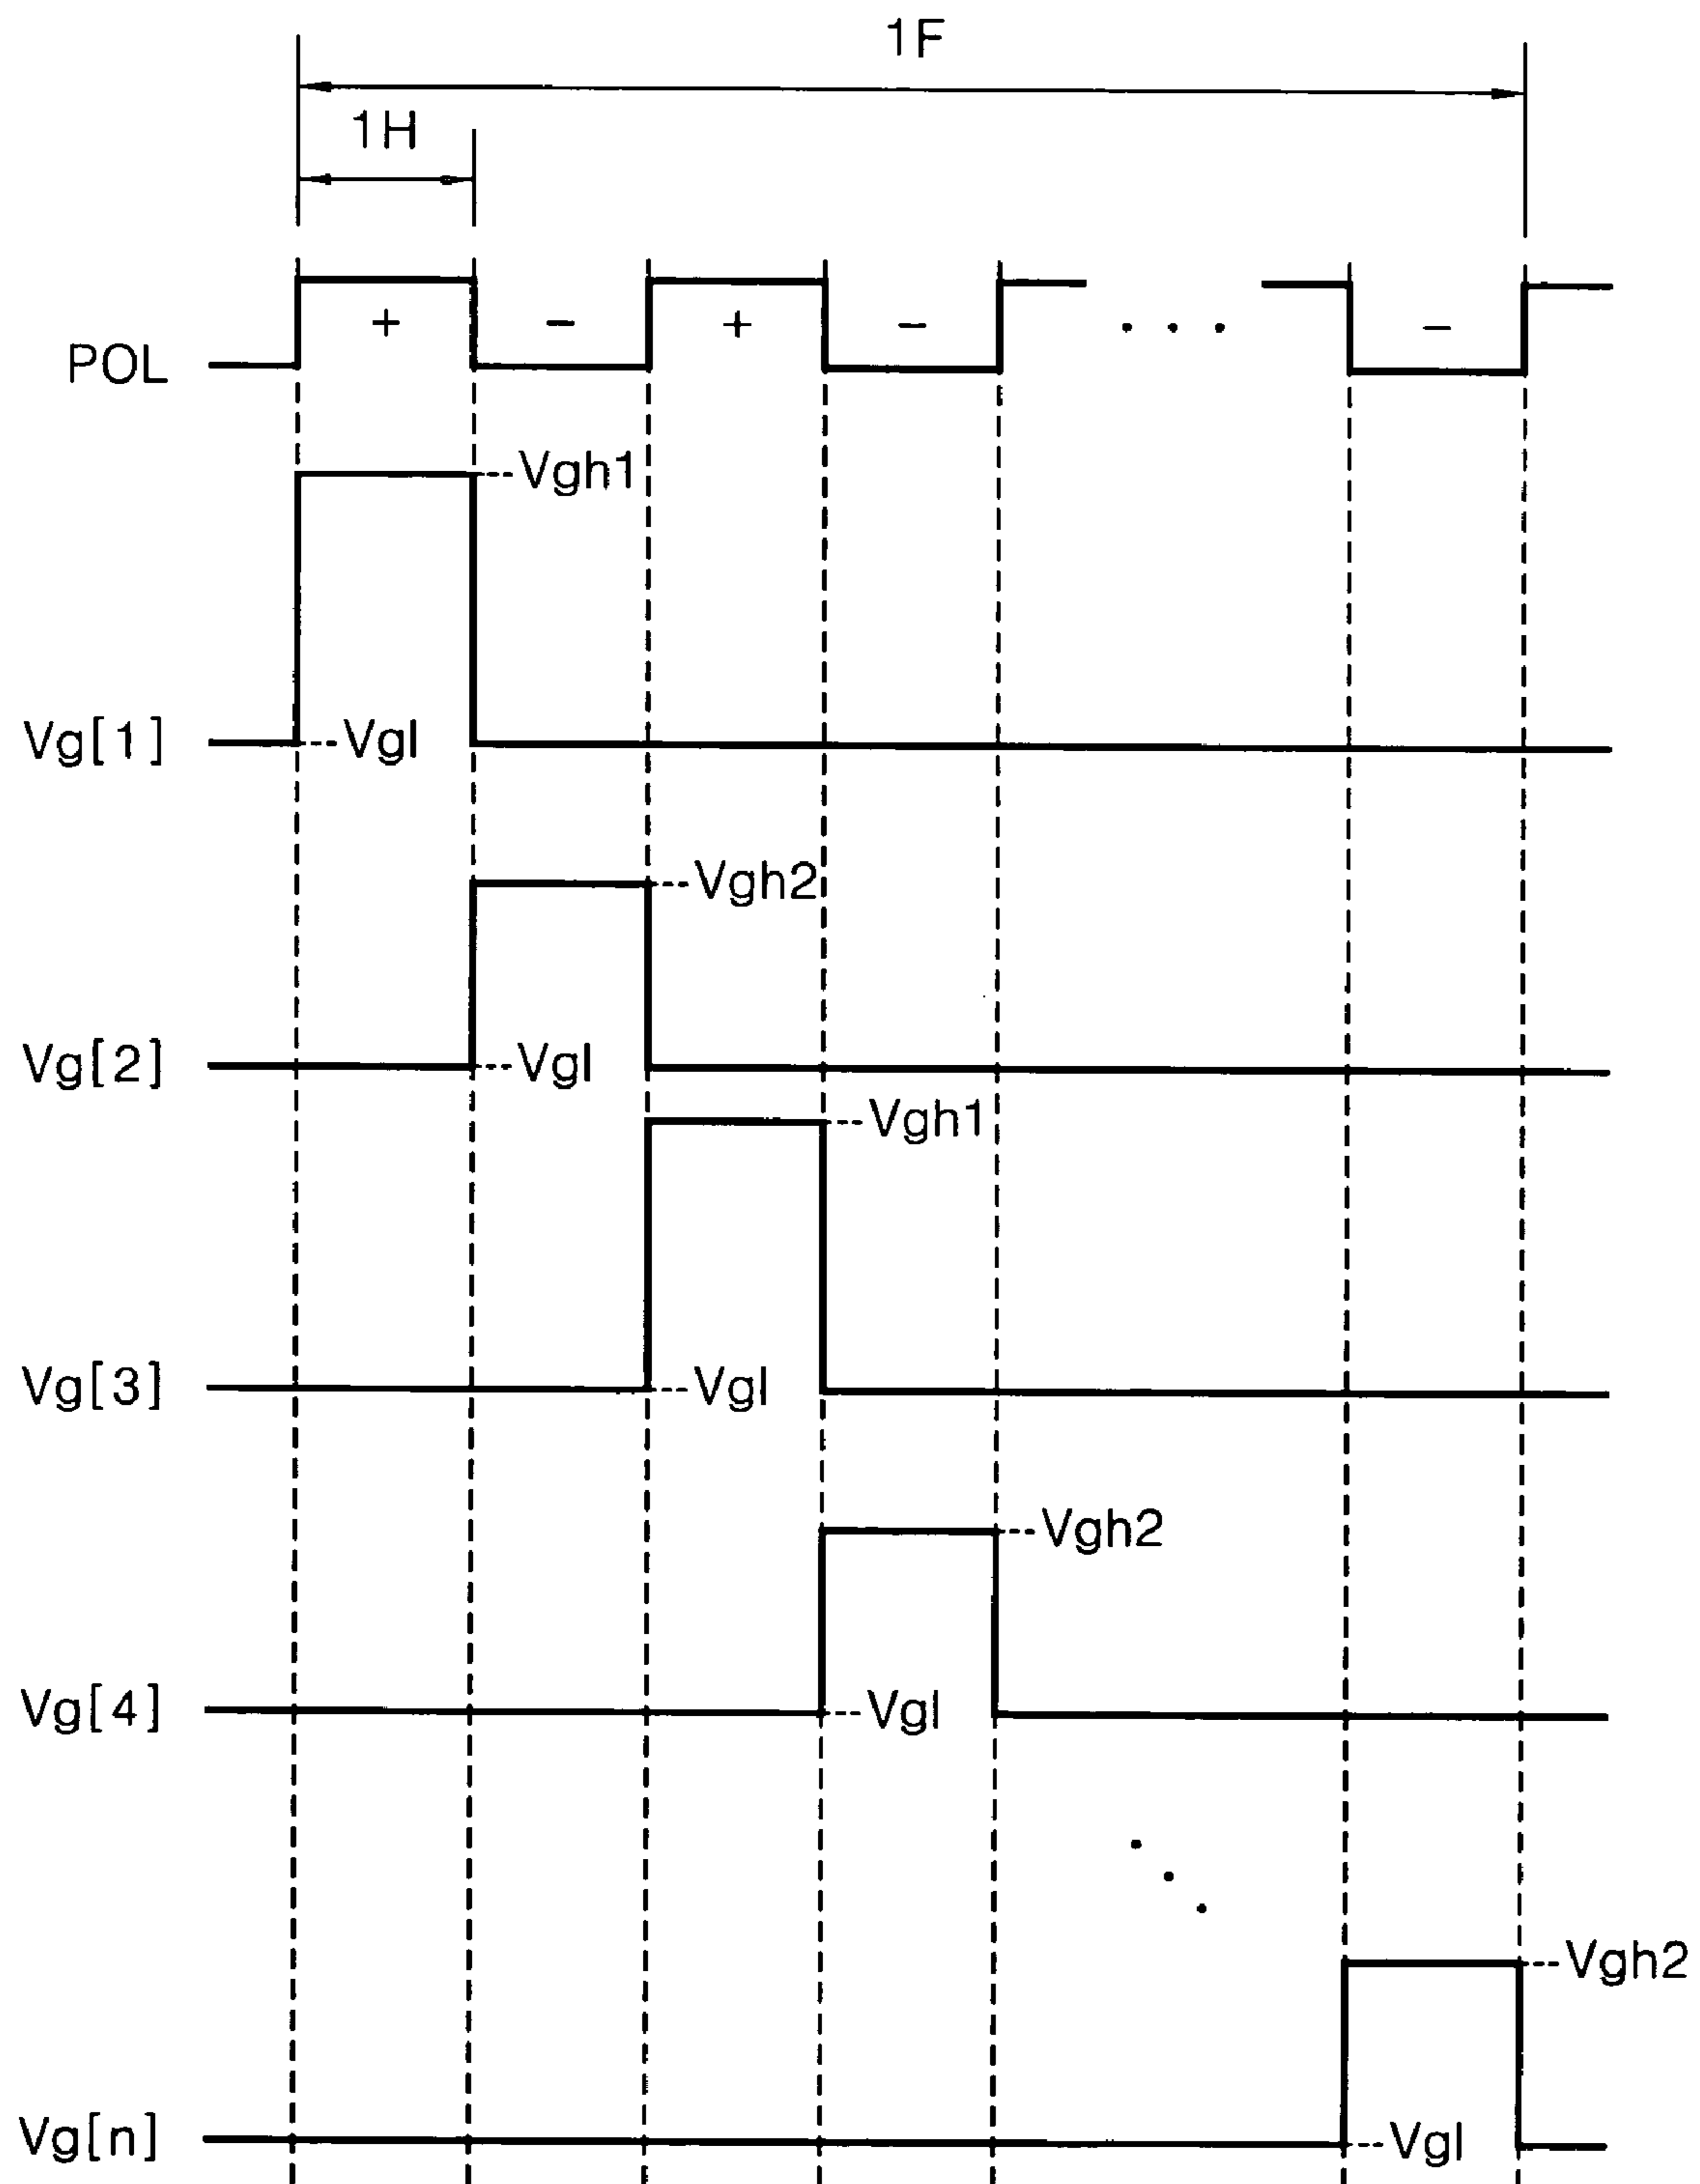 1F
1H
POL + - + - . . . -
Vgh1
Vg[1] Vgl
Vgh2
Vg[2] Vgl
Vgh1
Vg[3] Vgl
Vgh2
Vg[4] Vgl
Vgh2
Vg[n] Vgl